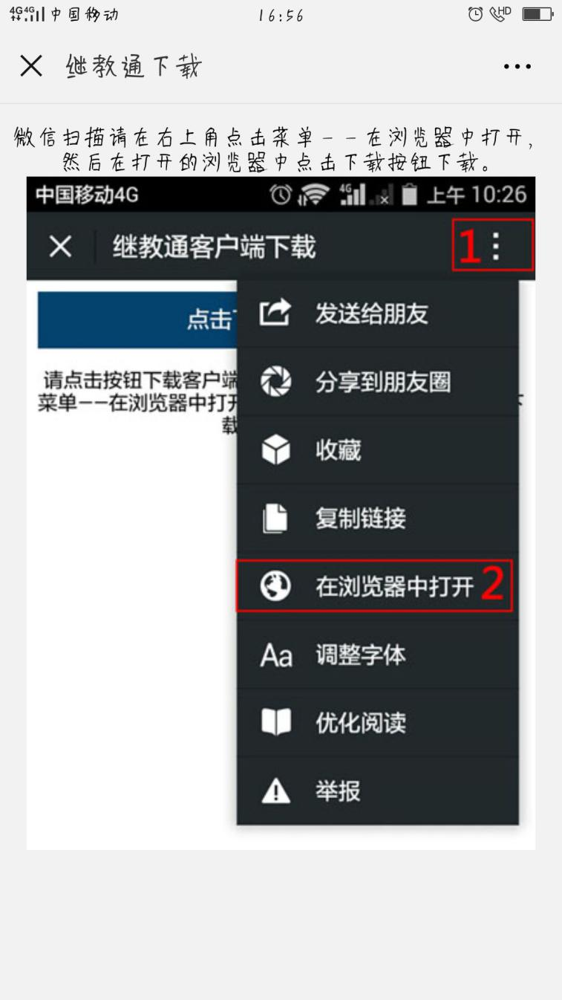 4G 4G 中国移动 16:56 HD
继教通下载
微信扫描请在右上角点击菜单--在浏览器中打开,
然后在打开的浏览器中点击下载按钮下载。
中国移动4G 4G 上午 10:26
继教通客户端下载 1
点击
请点击按钮下载客户端
菜单——在浏览器中打开
载
发送给朋友
分享到朋友圈
收藏
复制链接
在浏览器中打开 2
Aa 调整字体
优化阅读
举报